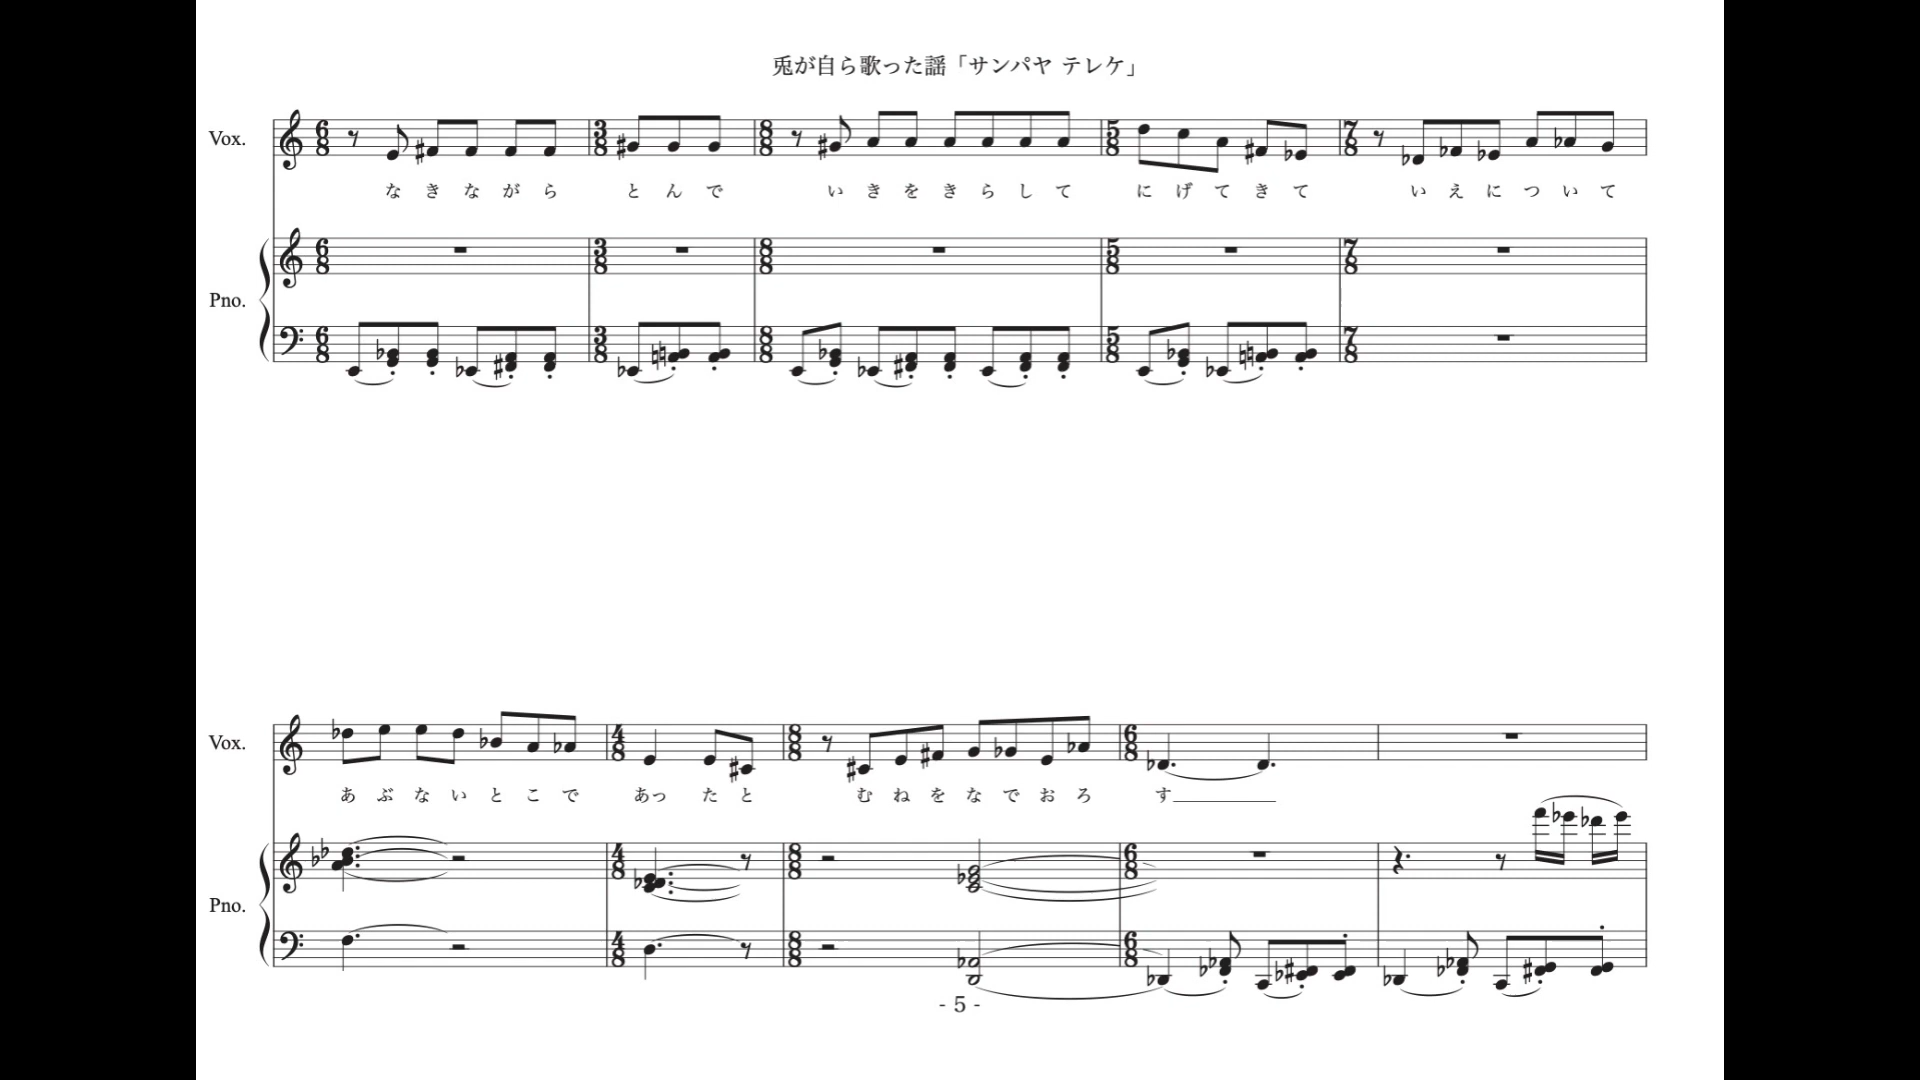 兎が自ら歌った謡「サンパヤ テレケ」
Vox.
なきながら とんで いきをきらして にげてきて いえについて
Pno.
Vox.
あぶないとこで あっ たと むねをなでおろ す
Pno.
- 5 -